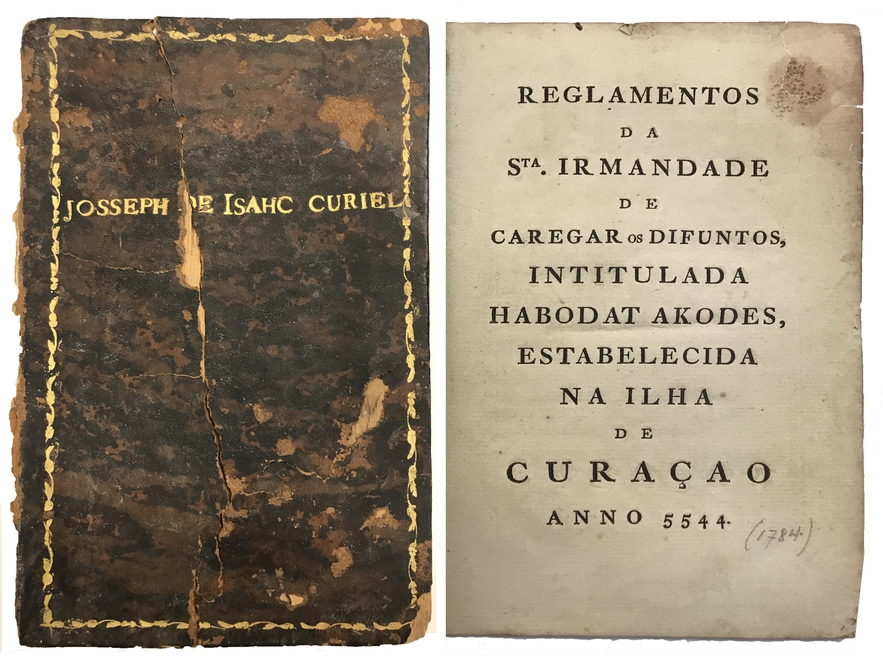 JOSSEPH DE ISAHC CURIEL
REGLAMENTOS
DA
STA. IRMANDADE
DE
CAREGAR os DIFUNTOS,
INTITULADA
HABODAT AKODES,
ESTABELECIDA
NA ILHA
DE
CURAÇAO
ANNO 5544.
(1784)